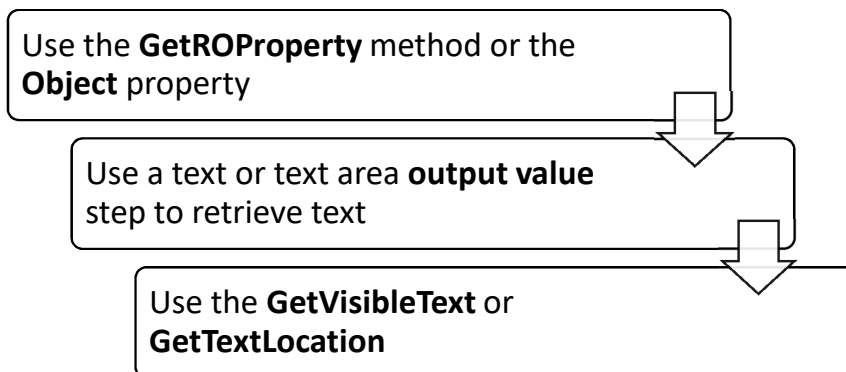 Use the GetROProperty method or the
Object property
Use a text or text area output value
step to retrieve text
Use the GetVisibleText or
GetTextLocation